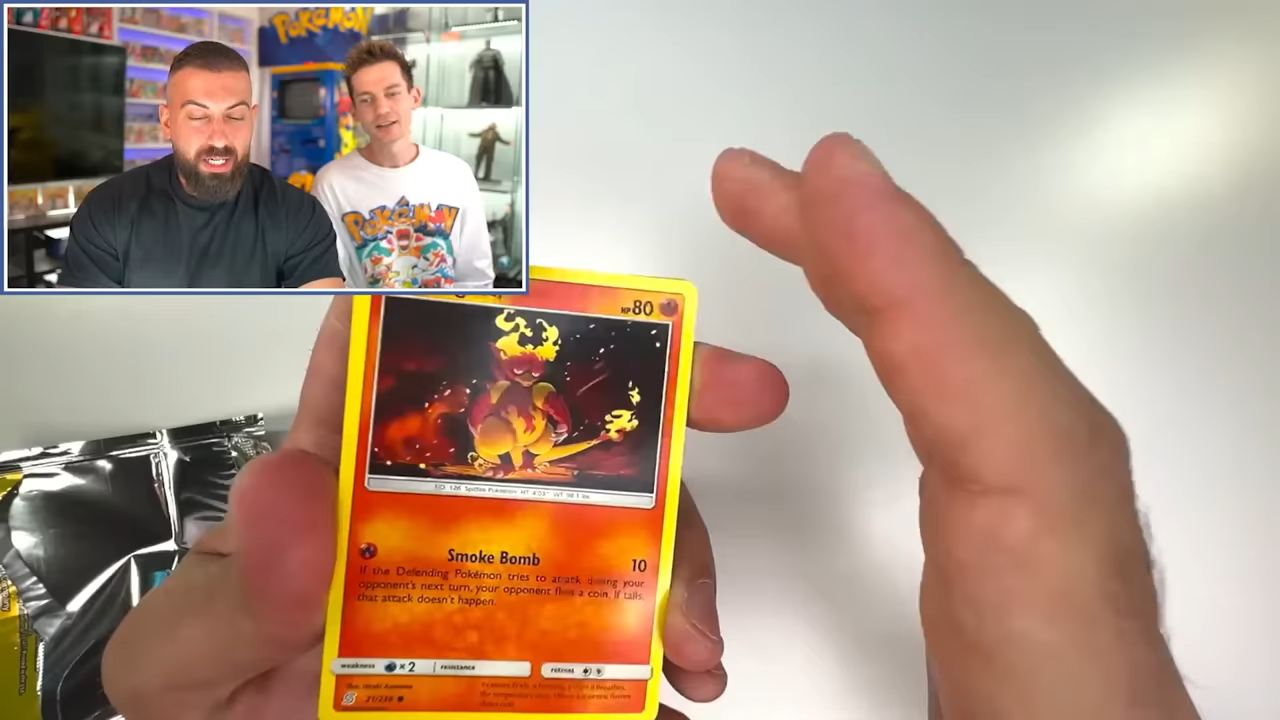 POKéMON
POKéMON
HP 80
NO. 126 Spitfire Pokémon HT: 4'03" WT: 98.1 lbs
Smoke Bomb 10
If the Defending Pokémon tries to attack during your
opponent's next turn, your opponent flips a coin. If tails,
that attack doesn't happen.
weakness ×2 resistance retreat
21/236